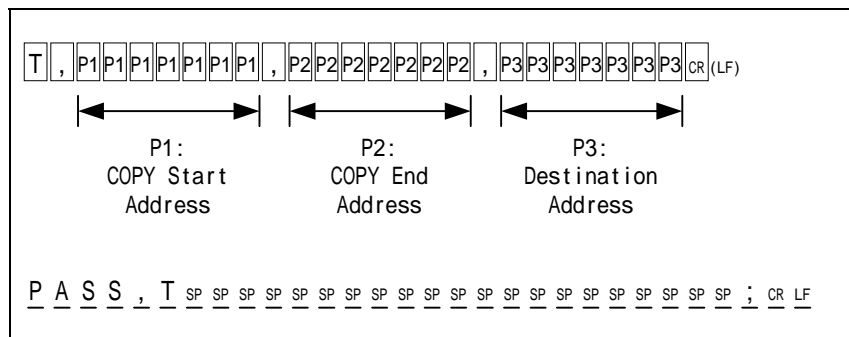 T , P1 P1 P1 P1 P1 P1 P1 , P2 P2 P2 P2 P2 P2 P2 , P3 P3 P3 P3 P3 P3 P3 CR (LF)
P1: P2: P3:
COPY Start COPY End Destination
Address Address Address
P A S S , T SP SP SP SP SP SP SP SP SP SP SP SP SP SP SP SP SP SP SP SP SP ; CR LF